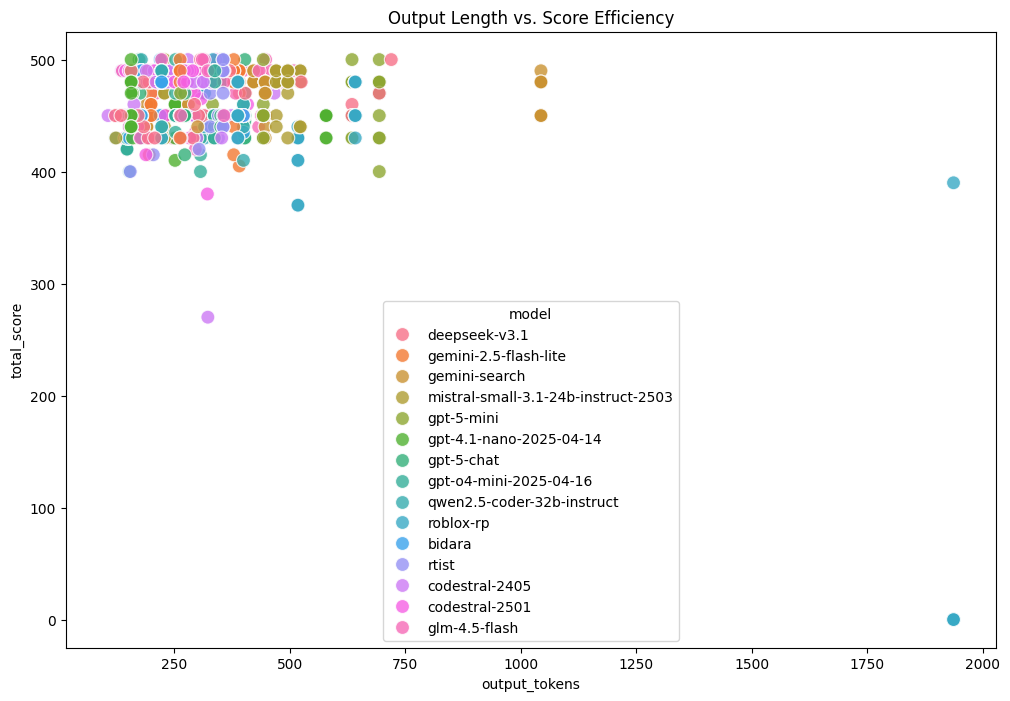 Output Length vs. Score Efficiency
total_score
500
400
300
200
100
0
model
deepseek-v3.1
gemini-2.5-flash-lite
gemini-search
mistral-small-3.1-24b-instruct-2503
gpt-5-mini
gpt-4.1-nano-2025-04-14
gpt-5-chat
gpt-o4-mini-2025-04-16
qwen2.5-coder-32b-instruct
roblox-rp
bidara
rtist
codestral-2405
codestral-2501
glm-4.5-flash
250 500 750 1000 1250 1500 1750 2000
output_tokens